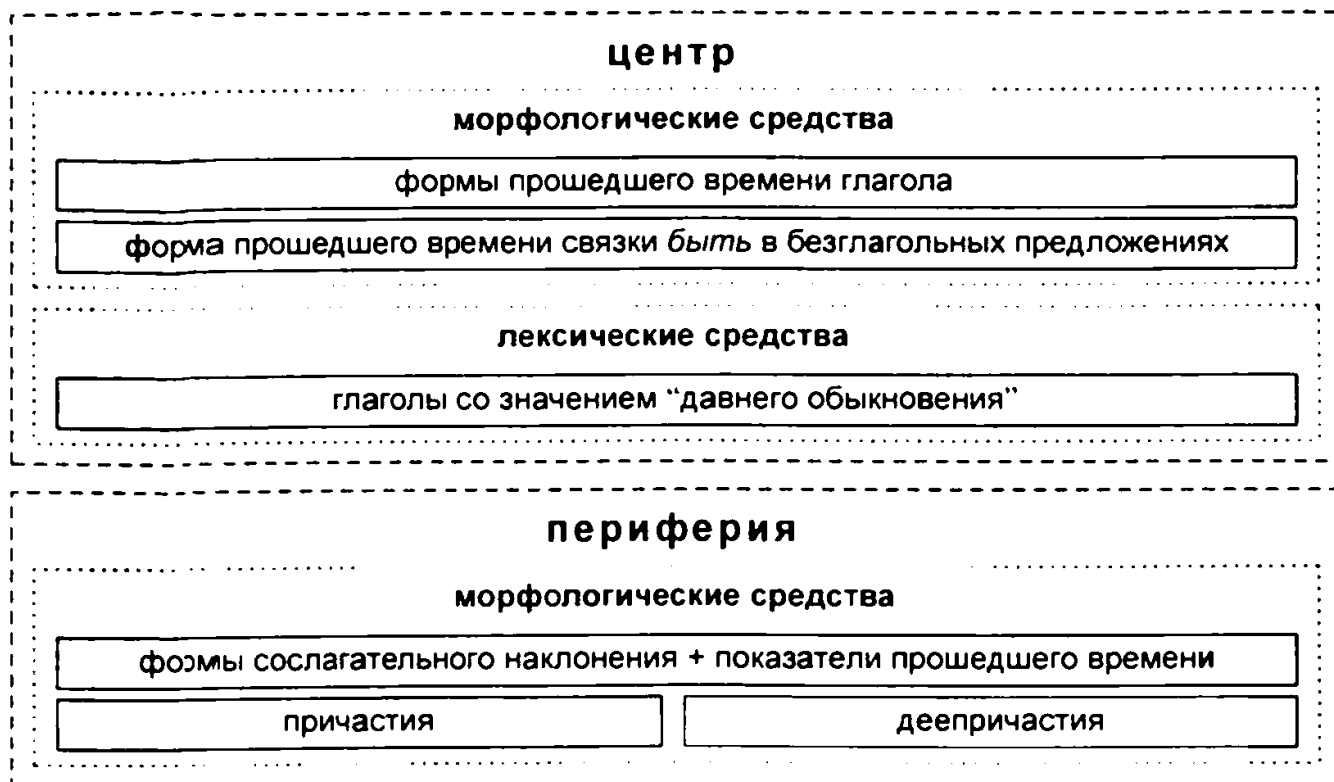 центр
морфологические средства
формы прошедшего времени глагола
форма прошедшего времени связки быть в безглагольных предложениях
лексические средства
глаголы со значением “давнего обыкновения”
периферия
морфологические средства
формы сослагательного наклонения + показатели прошедшего времени
причастия
деепричастия